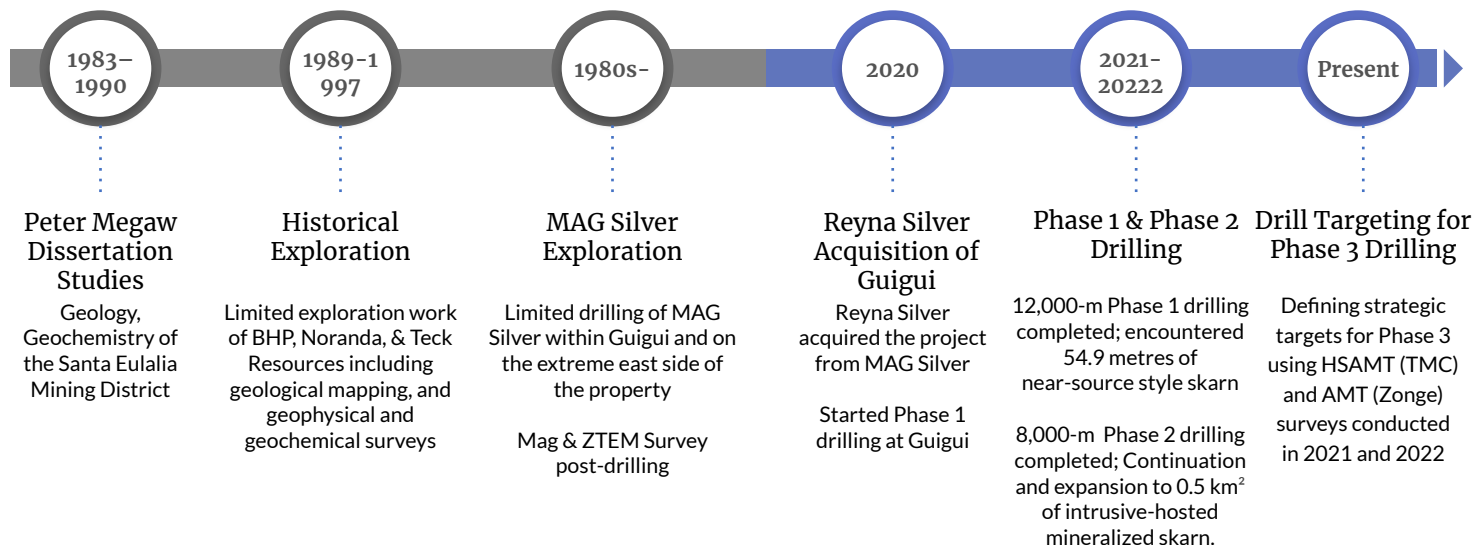 1983–
1990
1989-1
997
1980s-
2020
2021-
20222
Present
Peter Megaw
Dissertation
Studies
Geology,
Geochemistry of
the Santa Eulalia
Mining District
Historical
Exploration
Limited exploration work
of BHP, Noranda, & Teck
Resources including
geological mapping, and
geophysical and
geochemical surveys
MAG Silver
Exploration
Limited drilling of MAG
Silver within Guigui and on
the extreme east side of
the property
Mag & ZTEM Survey
post-drilling
Reyna Silver
Acquisition of
Guigui
Reyna Silver
acquired the project
from MAG Silver
Started Phase 1
drilling at Guigui
Phase 1 & Phase 2
Drilling
12,000-m Phase 1 drilling
completed; encountered
54.9 metres of
near-source style skarn
8,000-m Phase 2 drilling
completed; Continuation
and expansion to 0.5 km²
of intrusive-hosted
mineralized skarn.
Drill Targeting for
Phase 3 Drilling
Defining strategic
targets for Phase 3
using HSAMT (TMC)
and AMT (Zonge)
surveys conducted
in 2021 and 2022